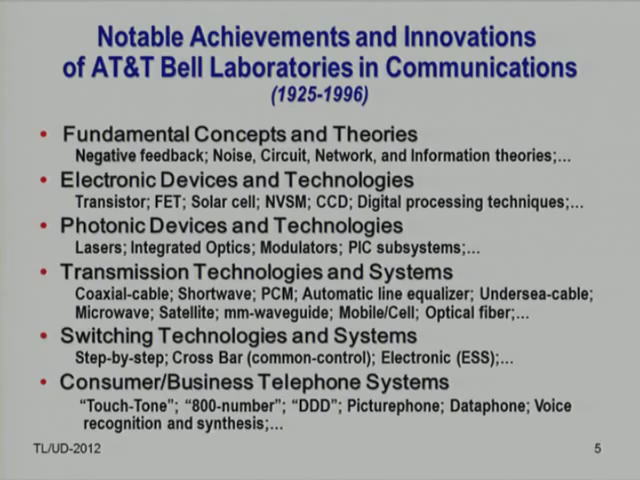 Notable Achievements and Innovations
of AT&T Bell Laboratories in Communications
(1925-1996)
• Fundamental Concepts and Theories
Negative feedback; Noise, Circuit, Network, and Information theories;...
• Electronic Devices and Technologies
Transistor; FET; Solar cell; NVSM; CCD; Digital processing techniques;...
• Photonic Devices and Technologies
Lasers; Integrated Optics; Modulators; PIC subsystems;...
• Transmission Technologies and Systems
Coaxial-cable; Shortwave; PCM; Automatic line equalizer; Undersea-cable;
Microwave; Satellite; mm-waveguide; Mobile/Cell; Optical fiber;...
• Switching Technologies and Systems
Step-by-step; Cross Bar (common-control); Electronic (ESS);...
• Consumer/Business Telephone Systems
“Touch-Tone”; “800-number”; “DDD”; Picturephone; Dataphone; Voice
recognition and synthesis;...
TL/UD-2012 5